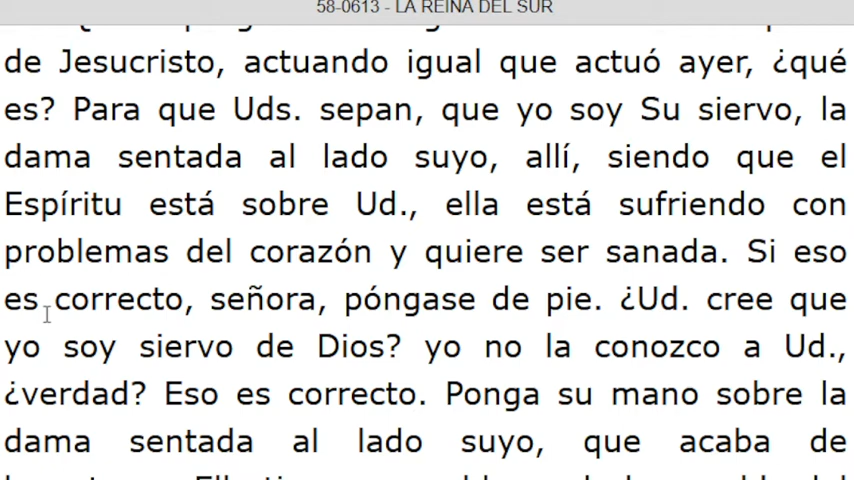 58-0613 - LA REINA DEL SUR
de Jesucristo, actuando igual que actuó ayer, ¿qué
es? Para que Uds. sepan, que yo soy Su siervo, la
dama sentada al lado suyo, allí, siendo que el
Espíritu está sobre Ud., ella está sufriendo con
problemas del corazón y quiere ser sanada. Si eso
es correcto, señora, póngase de pie. ¿Ud. cree que
yo soy siervo de Dios? yo no la conozco a Ud.,
¿verdad? Eso es correcto. Ponga su mano sobre la
dama sentada al lado suyo, que acaba de